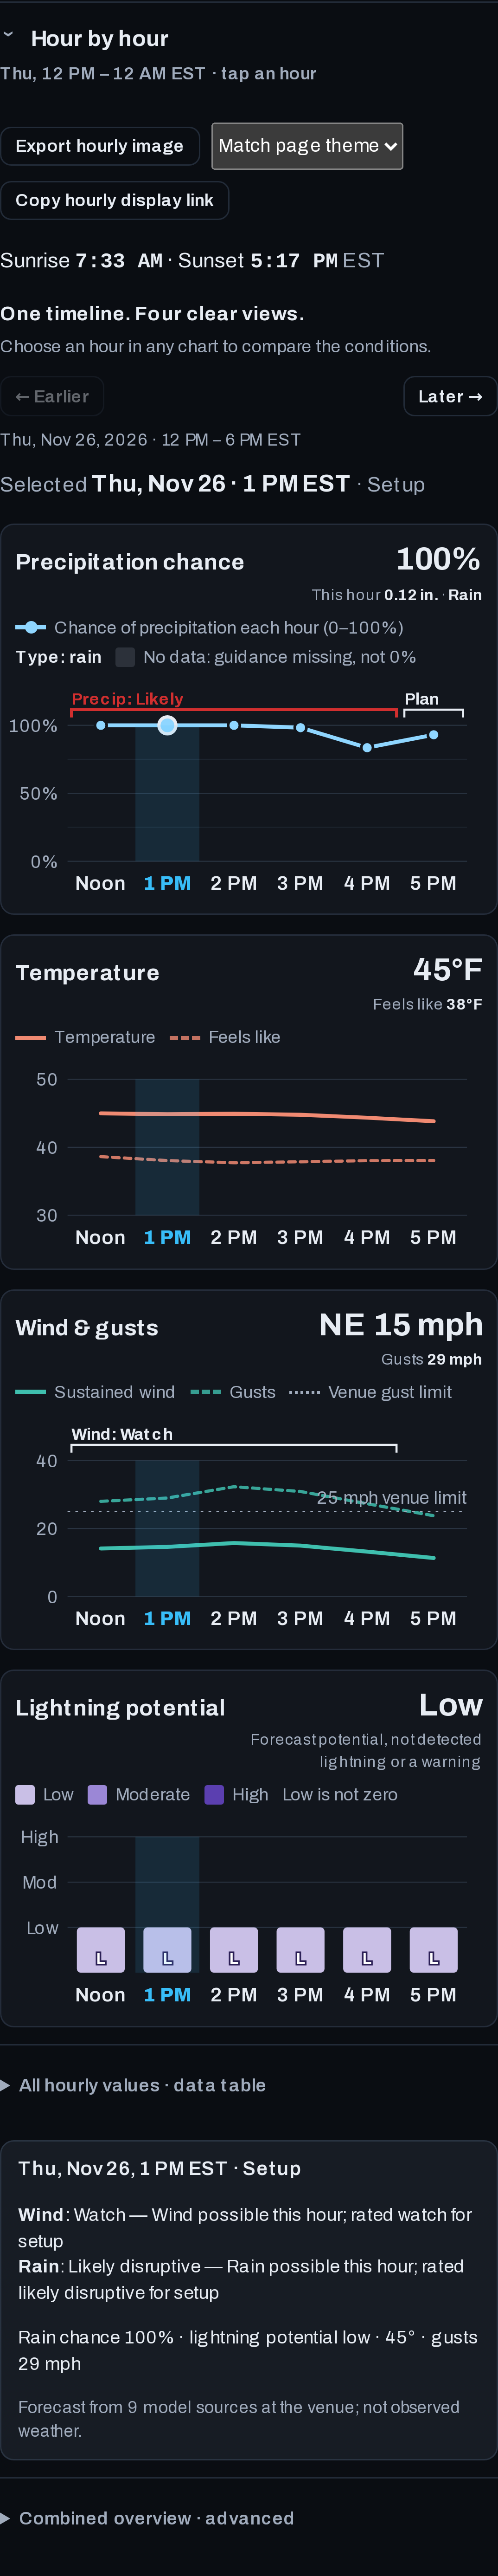 Hour by hour
Thu, 12 PM – 12 AM EST · tap an hour
Export hourly image
Match page theme
Copy hourly display link
Sunrise 7:33 AM · Sunset 5:17 PM EST
One timeline. Four clear views.
Choose an hour in any chart to compare the conditions.
← Earlier
Later →
Thu, Nov 26, 2026 · 12 PM – 6 PM EST
Selected Thu, Nov 26 · 1 PM EST · Setup
Precipitation chance
100%
This hour 0.12 in. · Rain
Chance of precipitation each hour (0–100%)
Type: rain No data: guidance missing, not 0%
Precip: Likely
Plan
100%
50%
0%
Noon 1 PM 2 PM 3 PM 4 PM 5 PM
Temperature
45°F
Feels like 38°F
Temperature Feels like
50
40
30
Noon 1 PM 2 PM 3 PM 4 PM 5 PM
Wind & gusts
NE 15 mph
Gusts 29 mph
Sustained wind Gusts Venue gust limit
Wind: Watch
40
25 mph venue limit
20
0
Noon 1 PM 2 PM 3 PM 4 PM 5 PM
Lightning potential
Low
Forecast potential, not detected
lightning or a warning
Low Moderate High Low is not zero
High
Mod
Low
L L L L L L
Noon 1 PM 2 PM 3 PM 4 PM 5 PM
All hourly values · data table
Thu, Nov 26, 1 PM EST · Setup
Wind: Watch — Wind possible this hour; rated watch for
setup
Rain: Likely disruptive — Rain possible this hour; rated
likely disruptive for setup
Rain chance 100% · lightning potential low · 45° · gusts
29 mph
Forecast from 9 model sources at the venue; not observed
weather.
Combined overview · advanced